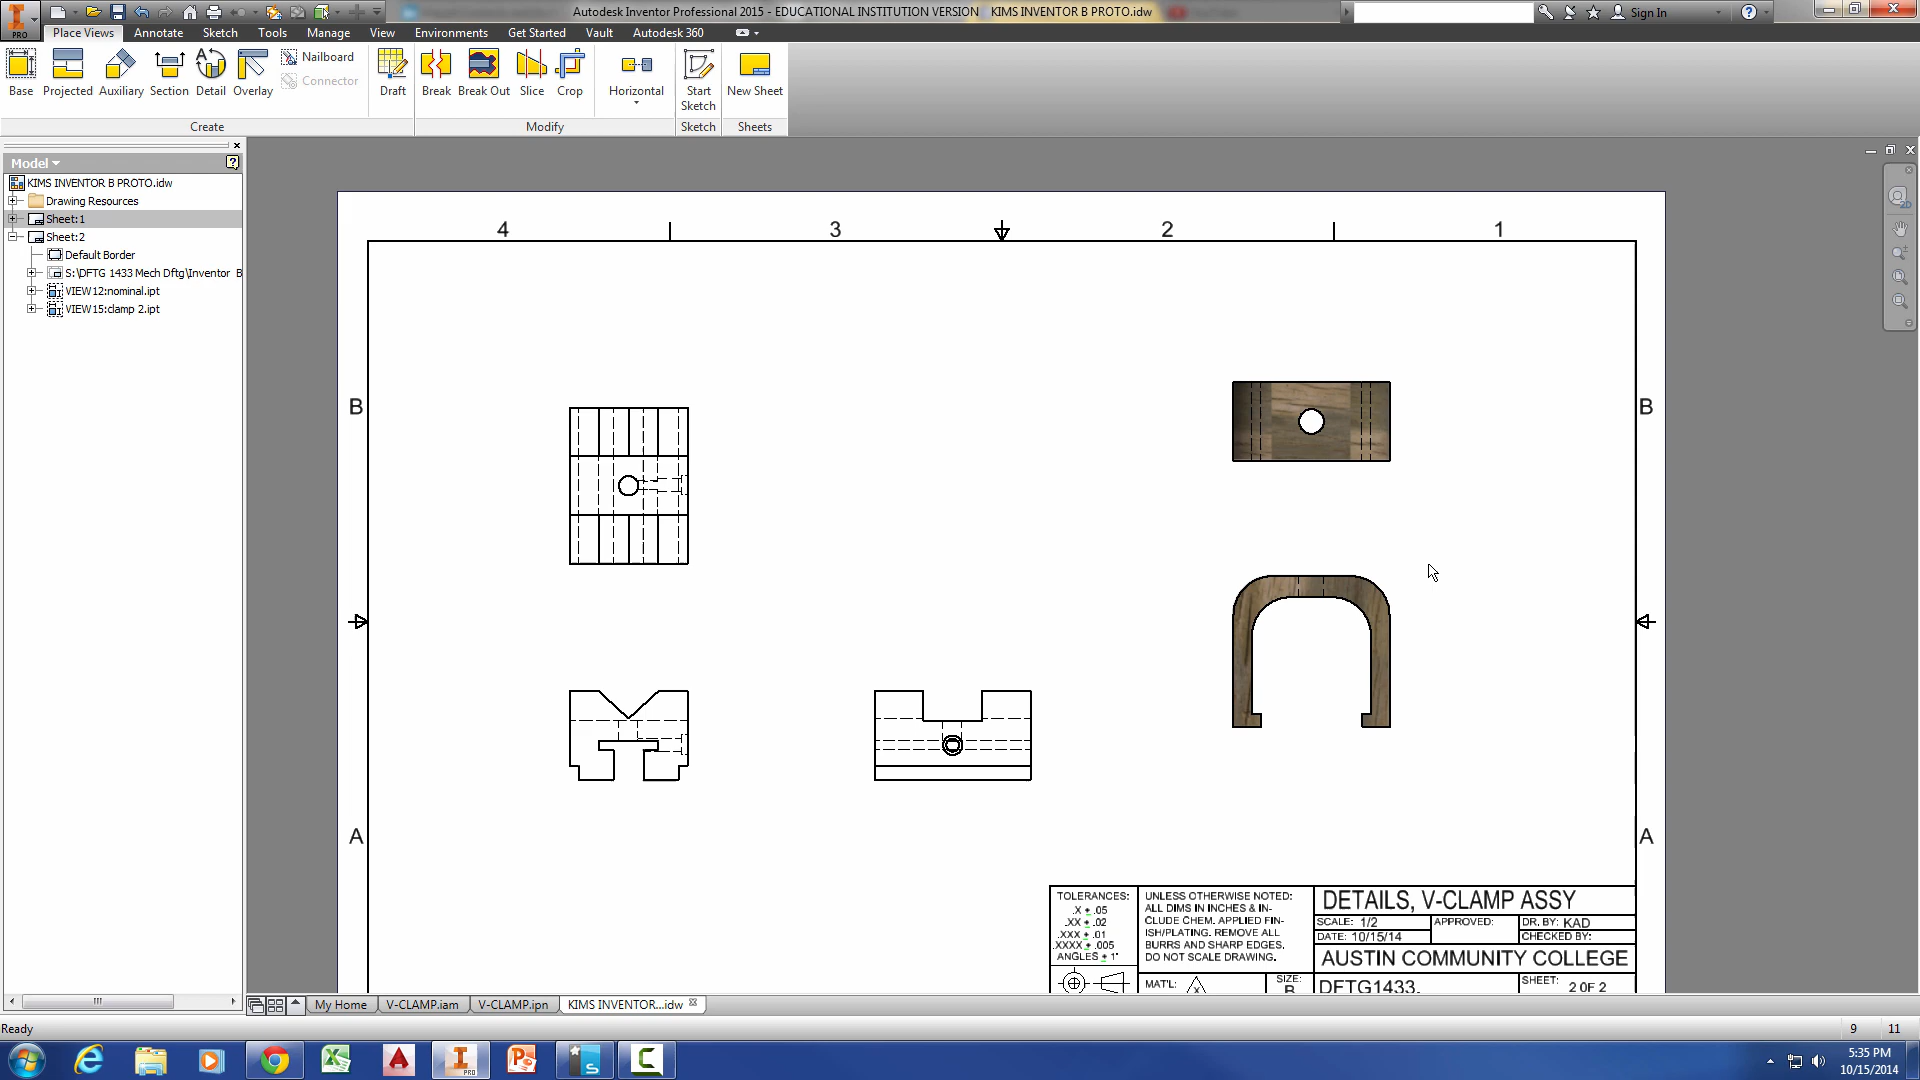 Autodesk Inventor Professional 2015 - EDUCATIONAL INSTITUTION VERSION KIMS INVENTOR B PROTO.idw
Sign In
PRO
Place Views Annotate Sketch Tools Manage View Environments Get Started Vault Autodesk 360
Base Projected Auxiliary Section Detail Overlay
Nailboard
Connector
Draft
Break Break Out Slice Crop
Horizontal
Start
Sketch
New Sheet
Create
Modify
Sketch
Sheets
Model
KIMS INVENTOR B PROTO.idw
Drawing Resources
Sheet:1
Sheet:2
Default Border
S:\DFTG 1433 Mech Dftg\Inventor B
VIEW12:nominal.ipt
VIEW15:clamp 2.ipt
2D
4 3 2 1
B B
A A
TOLERANCES:
.X ± .05
.XX ± .02
.XXX ± .01
.XXXX ± .005
ANGLES ± 1°
UNLESS OTHERWISE NOTED:
ALL DIMS IN INCHES & IN-
CLUDE CHEM. APPLIED FIN-
ISH/PLATING. REMOVE ALL
BURRS AND SHARP EDGES.
DO NOT SCALE DRAWING.
MAT'L:
X
SIZE:
B
DETAILS, V-CLAMP ASSY
SCALE: 1/2
APPROVED:
DR. BY: KAD
DATE: 10/15/14
CHECKED BY:
AUSTIN COMMUNITY COLLEGE
DFTG1433.
SHEET:
2 OF 2
My Home V-CLAMP.iam V-CLAMP.ipn KIMS INVENTOR...idw
Ready
9 11
PRO
5:35 PM
10/15/2014